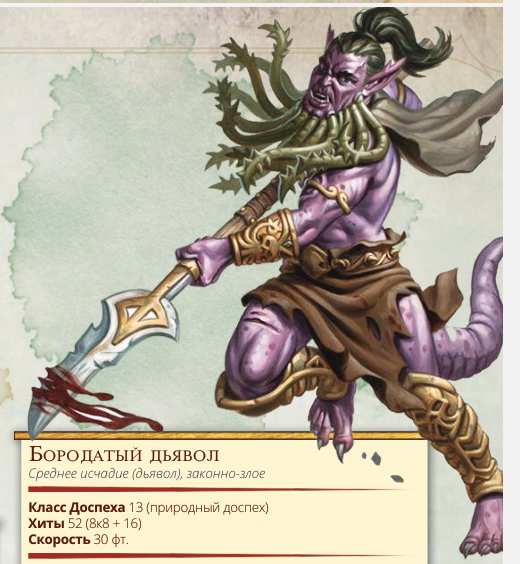 Бородатый дьявол
Среднее исчадие (дьявол), законно-злое
Класс Доспеха 13 (природный доспех)
Хиты 52 (8к8 + 16)
Скорость 30 фт.